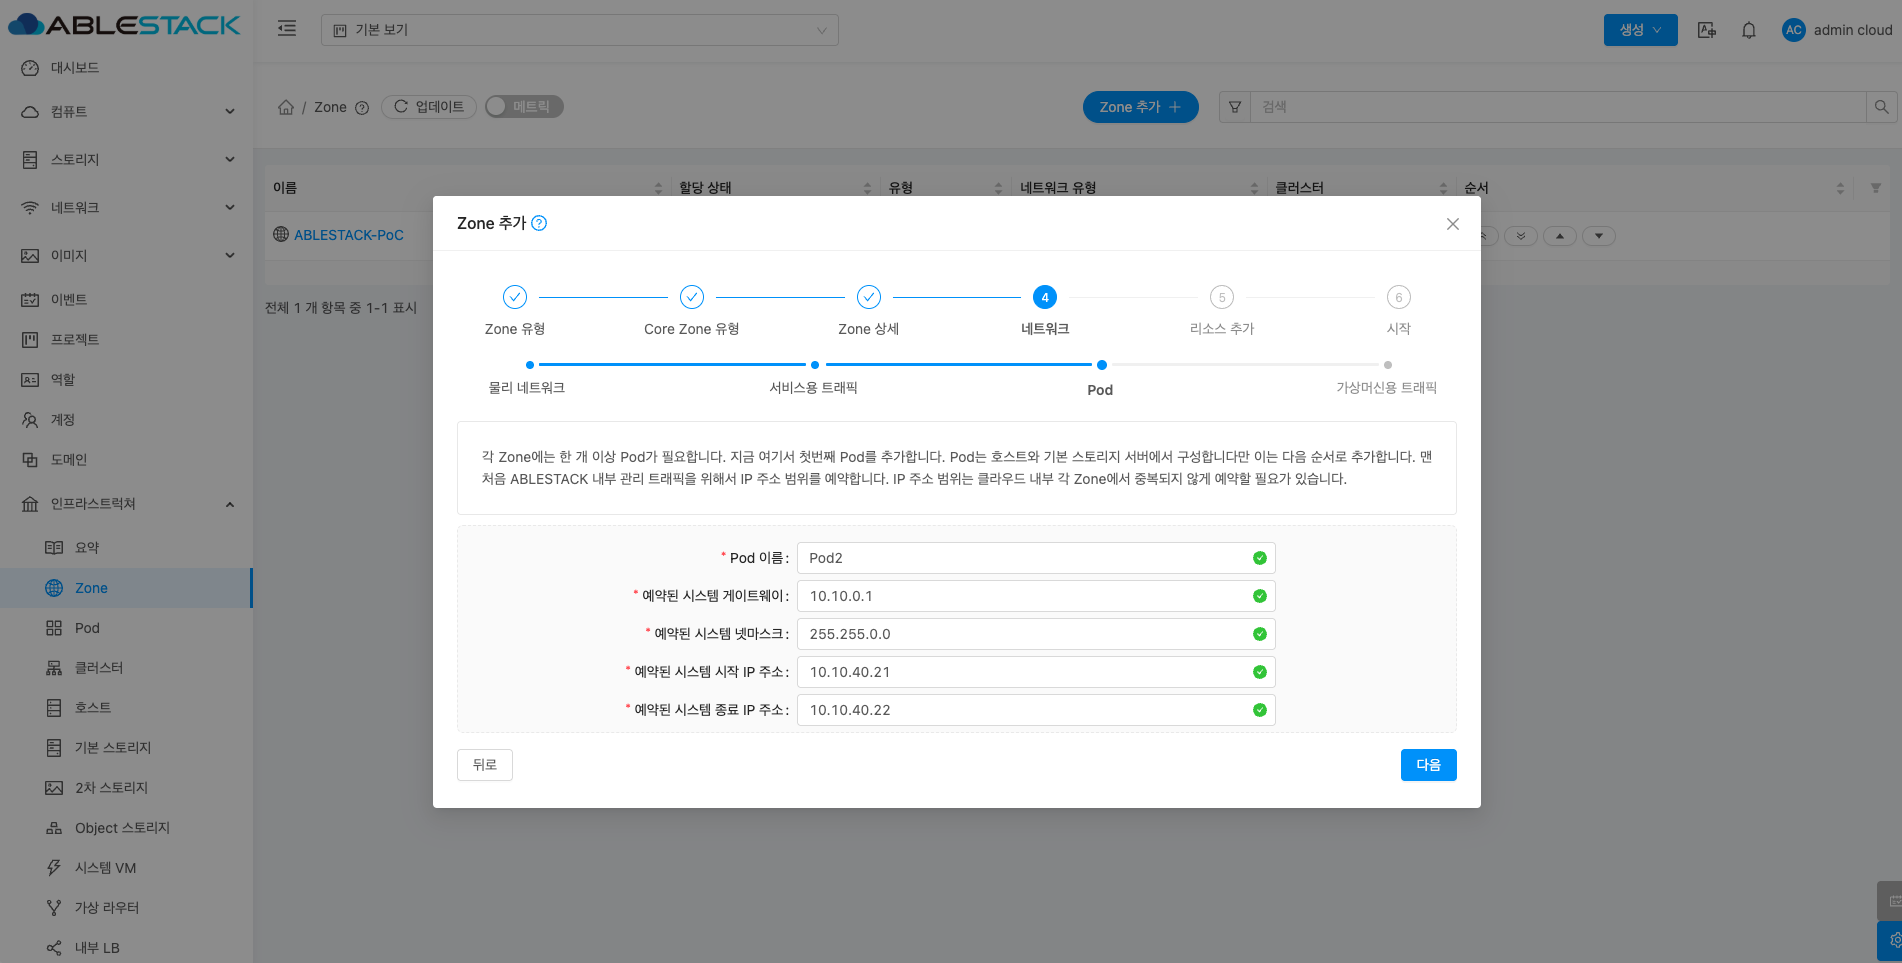 ABLESTACK
기본 보기
생성
AC
admin cloud
대시보드
컴퓨트
스토리지
네트워크
이미지
이벤트
프로젝트
역할
계정
도메인
인프라스트럭쳐
요약
Zone
Pod
클러스터
호스트
기본 스토리지
2차 스토리지
Object 스토리지
시스템 VM
가상 라우터
내부 LB
/ Zone
업데이트
메트릭
Zone 추가
검색
이름 할당 상태 유형 네트워크 유형 클러스터 순서
ABLESTACK-PoC
전체 1 개 항목 중 1-1 표시
Zone 추가
4 5 6
Zone 유형 Core Zone 유형 Zone 상세 네트워크 리소스 추가 시작
물리 네트워크 서비스용 트래픽 Pod 가상머신용 트래픽
각 Zone에는 한 개 이상 Pod가 필요합니다. 지금 여기서 첫번째 Pod를 추가합니다. Pod는 호스트와 기본 스토리지 서버에서 구성합니다만 이는 다음 순서로 추가합니다. 맨
처음 ABLESTACK 내부 관리 트래픽을 위해서 IP 주소 범위를 예약합니다. IP 주소 범위는 클라우드 내부 각 Zone에서 중복되지 않게 예약할 필요가 있습니다.
* Pod 이름: Pod2
* 예약된 시스템 게이트웨이: 10.10.0.1
* 예약된 시스템 넷마스크: 255.255.0.0
* 예약된 시스템 시작 IP 주소: 10.10.40.21
* 예약된 시스템 종료 IP 주소: 10.10.40.22
뒤로
다음